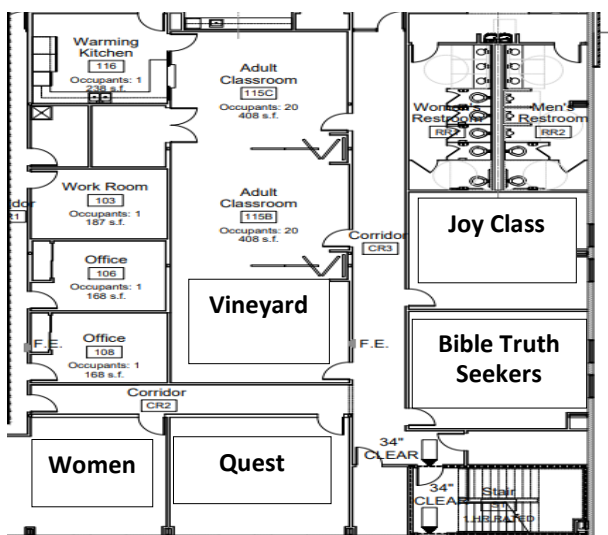 Warming
Kitchen
116
Occupants: 1
238 s.f.
Adult
Classroom
115C
Occupants: 20
408 s.f.
Women's
Restroom
RR1
Men's
Restroom
RR2
Work Room
103
Occupants: 1
187 s.f.
Adult
Classroom
115B
Occupants: 20
408 s.f.
Corridor
CR3
Joy Class
Office
106
Occupants: 1
168 s.f.
Vineyard
Office
108
Occupants: 1
168 s.f.
F.E.
F.E.
Bible Truth
Seekers
Corridor
CR2
Women
Quest
34"
CLEAR
34"
CLEAR
Stair